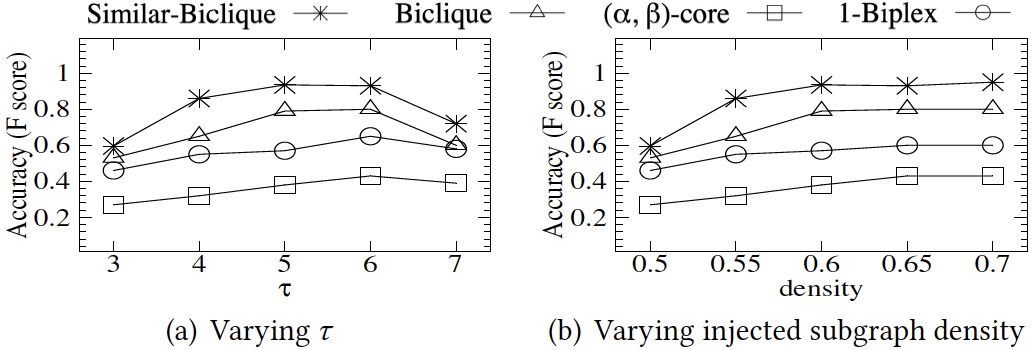 Similar-Biclique Biclique (α, β)-core 1-Biplex
Accuracy (F score)
1
0.8
0.6
0.4
0.2
3 4 5 6 7
τ
(a) Varying τ
Accuracy (F score)
1
0.8
0.6
0.4
0.2
0.5 0.55 0.6 0.65 0.7
density
(b) Varying injected subgraph density